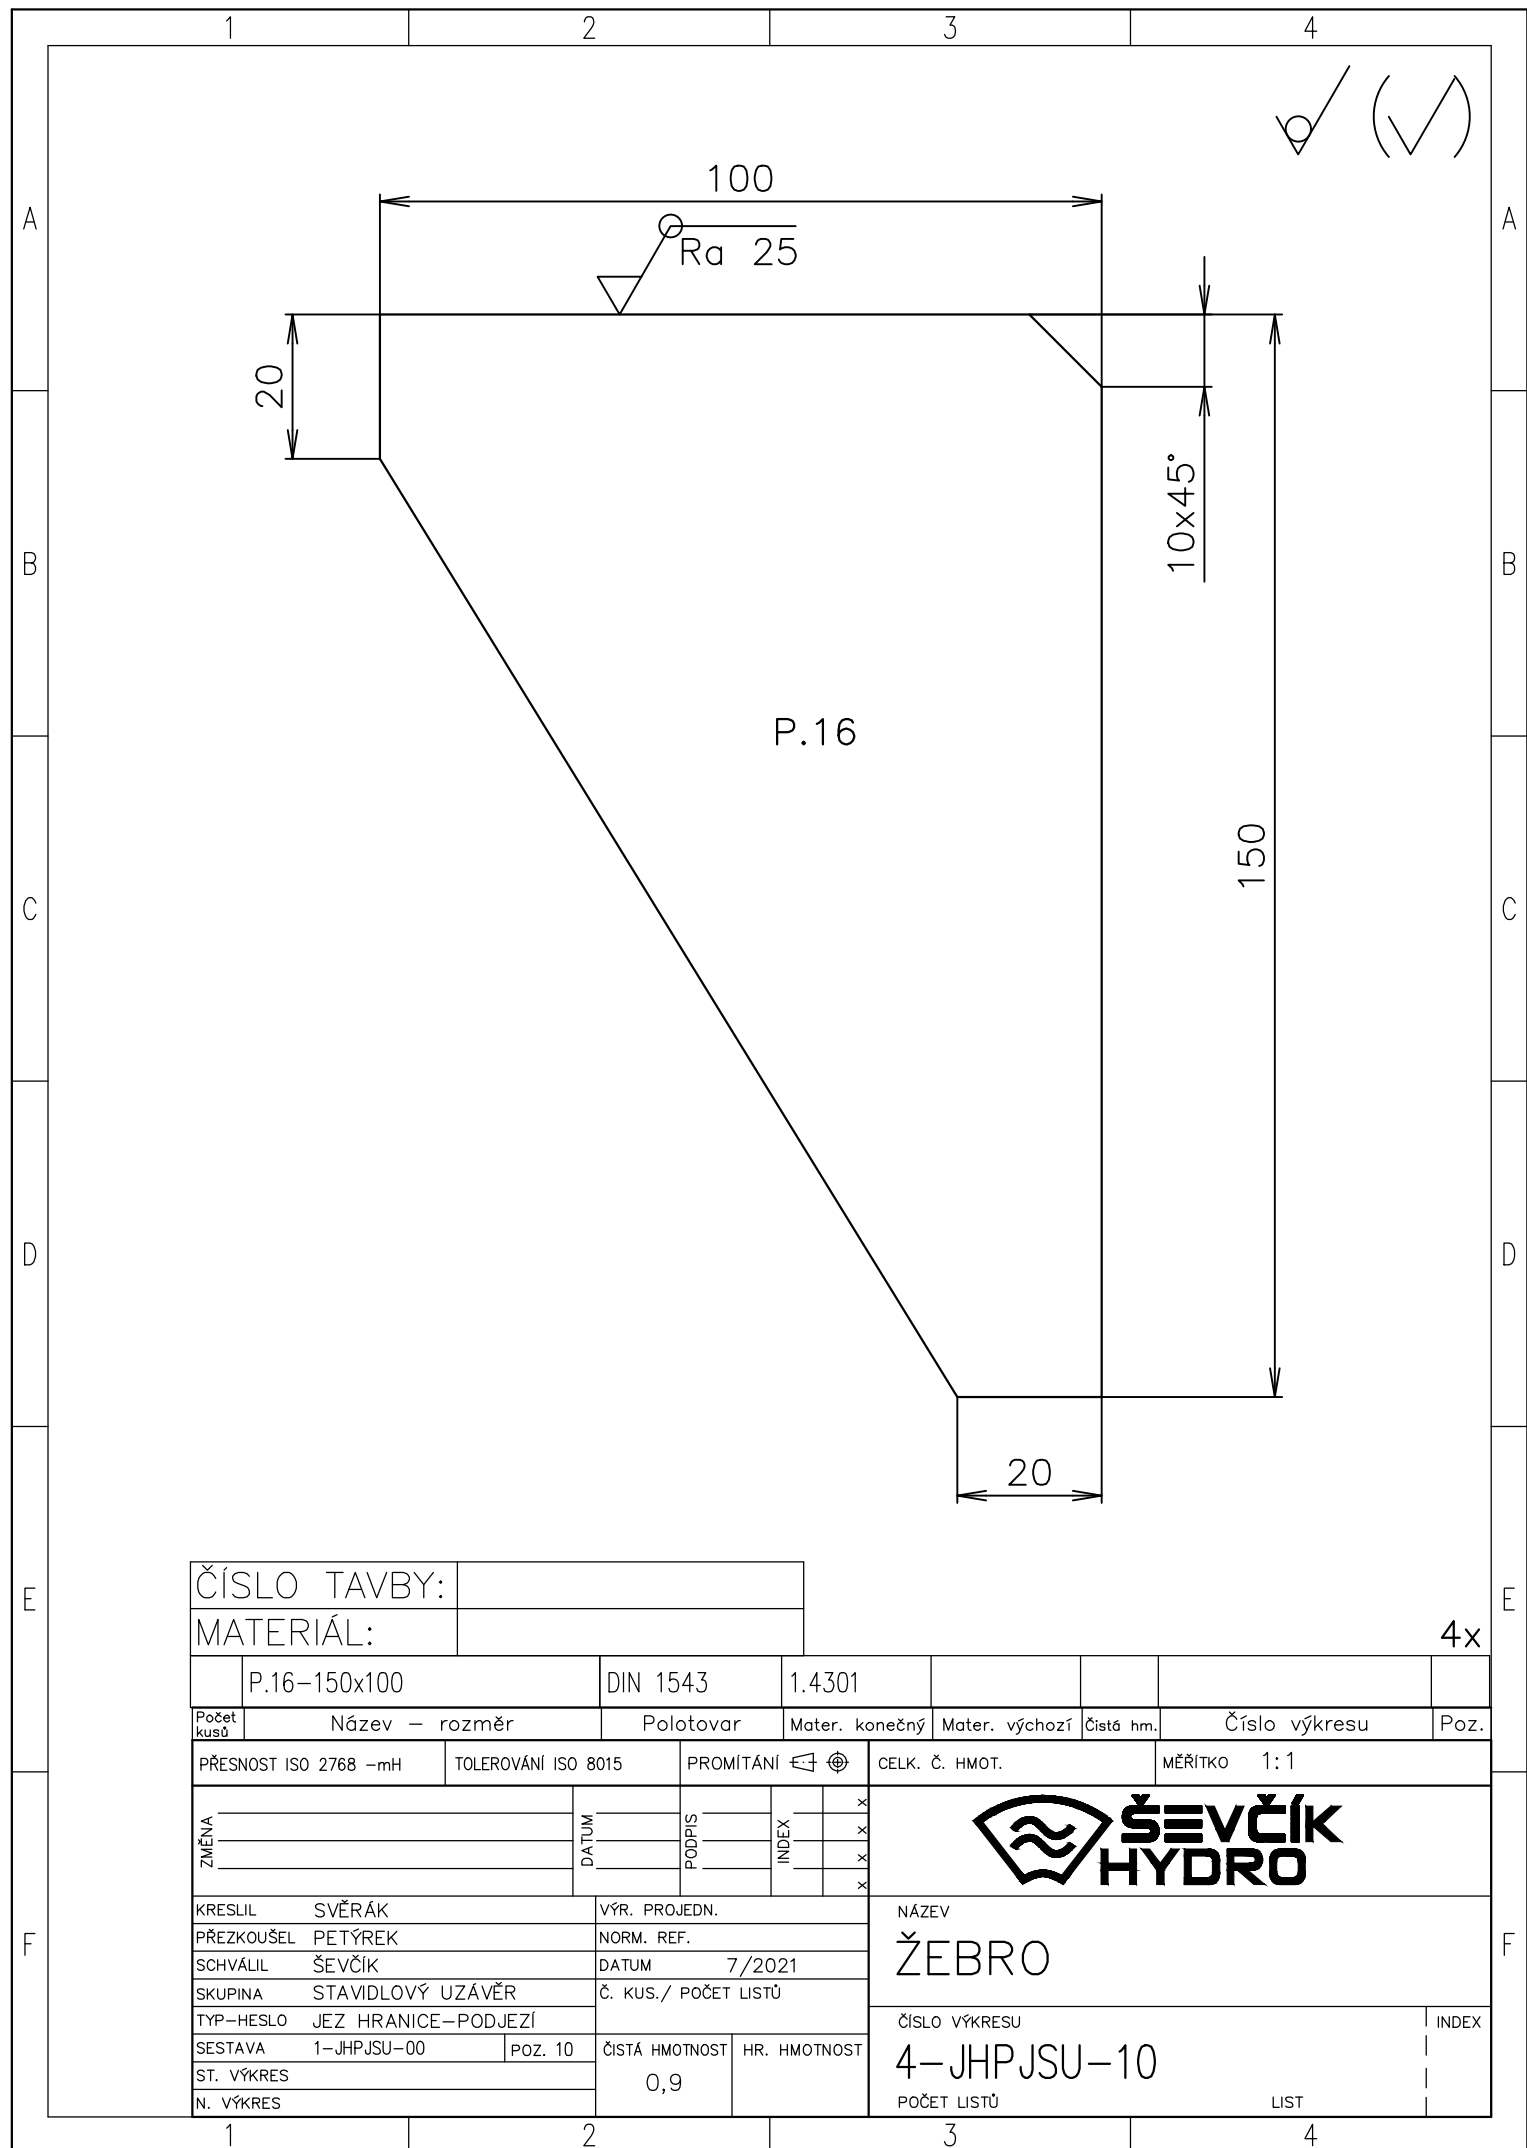 1 2 3 4
100
A A
Ra 25
20
10x45°
B B
P.16
150
C C
D D
20
ČÍSLO TAVBY:
E E
MATERIÁL:
4x
P.16-150x100 DIN 1543 1.4301
Počet kusů Název – rozměr Polotovar Mater. konečný Mater. výchozí Čistá hm. Číslo výkresu Poz.
PŘESNOST ISO 2768 -mH TOLEROVÁNÍ ISO 8015 PROMÍTÁNÍ CELK. Č. HMOT. MĚŘÍTKO 1:1
ZMĚNA DATUM PODPIS INDEX x x x x
ŠEVČÍK
HYDRO
KRESLIL SVĚRÁK VÝR. PROJEDN.
PŘEZKOUŠEL PETÝREK NORM. REF.
SCHVÁLIL ŠEVČÍK DATUM 7/2021
SKUPINA STAVIDLOVÝ UZÁVĚR Č. KUS./ POČET LISTŮ
TYP-HESLO JEZ HRANICE-PODJEZÍ
SESTAVA 1-JHPJSU-00 POZ. 10 ČISTÁ HMOTNOST HR. HMOTNOST
ST. VÝKRES 0,9
N. VÝKRES
NÁZEV
ŽEBRO
F F
ČÍSLO VÝKRESU INDEX
4-JHPJSU-10
POČET LISTŮ LIST
1 2 3 4